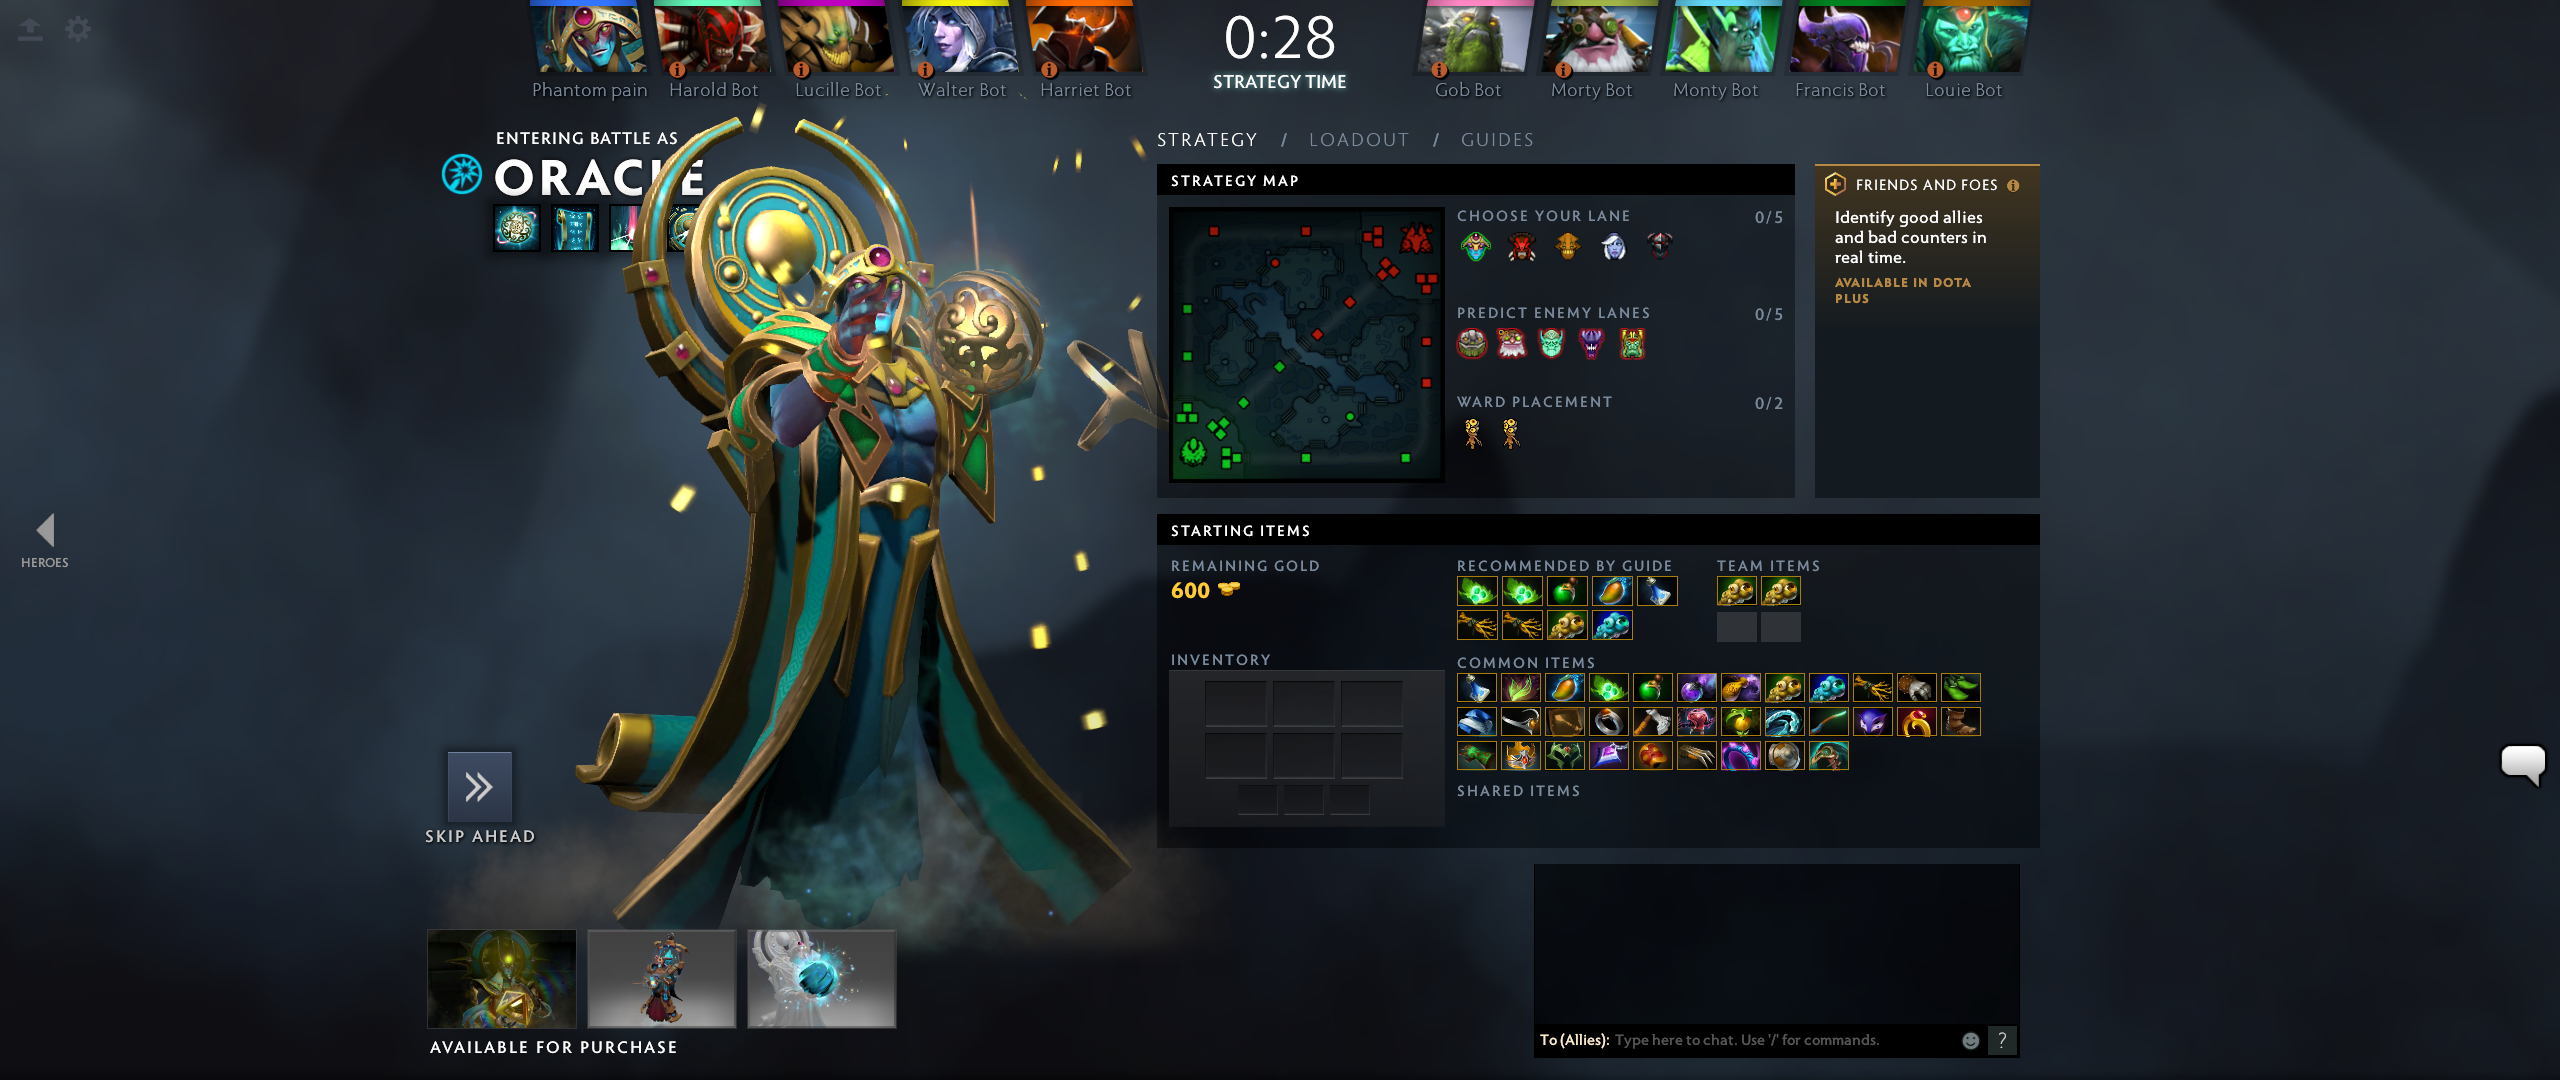 Phantom pain
Harold Bot
Lucille Bot
Walter Bot
Harriet Bot
0:28
STRATEGY TIME
Gob Bot
Morty Bot
Monty Bot
Francis Bot
Louie Bot
ENTERING BATTLE AS
ORACLE
HEROES
SKIP AHEAD
AVAILABLE FOR PURCHASE
STRATEGY / LOADOUT / GUIDES
STRATEGY MAP
CHOOSE YOUR LANE 0/5
PREDICT ENEMY LANES 0/5
WARD PLACEMENT 0/2
FRIENDS AND FOES
Identify good allies
and bad counters in
real time.
AVAILABLE IN DOTA
PLUS
STARTING ITEMS
REMAINING GOLD
600
INVENTORY
RECOMMENDED BY GUIDE
TEAM ITEMS
COMMON ITEMS
SHARED ITEMS
To (Allies): Type here to chat. Use '/' for commands.
?